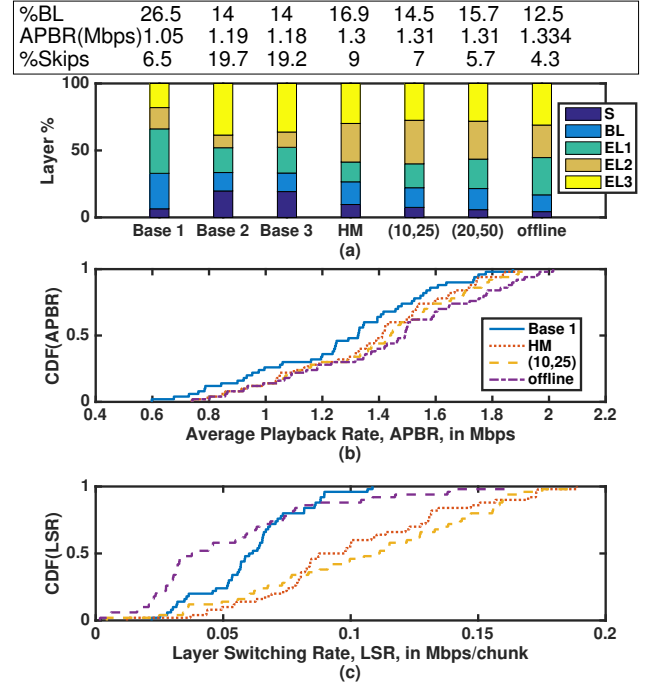 %BL 26.5 14 14 16.9 14.5 15.7 12.5
APBR(Mbps) 1.05 1.19 1.18 1.3 1.31 1.31 1.334
%Skips 6.5 19.7 19.2 9 7 5.7 4.3
100
50
0
Layer %
S
BL
EL1
EL2
EL3
Base 1 Base 2 Base 3 HM (10,25) (20,50) offline
(a)
1
0.5
0
CDF(APBR)
Base 1
HM
(10,25)
offline
0.4 0.6 0.8 1 1.2 1.4 1.6 1.8 2 2.2
Average Playback Rate, APBR, in Mbps
(b)
1
0.5
0
CDF(LSR)
0 0.05 0.1 0.15 0.2
Layer Switching Rate, LSR, in Mbps/chunk
(c)